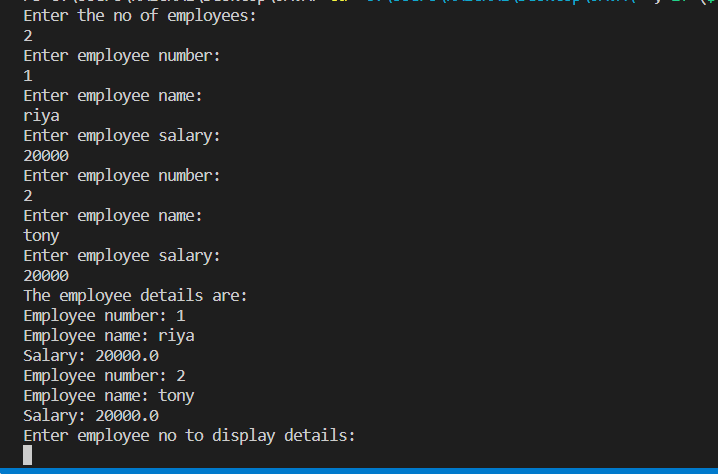 Enter the no of employees:
2
Enter employee number:
1
Enter employee name:
riya
Enter employee salary:
20000
Enter employee number:
2
Enter employee name:
tony
Enter employee salary:
20000
The employee details are:
Employee number: 1
Employee name: riya
Salary: 20000.0
Employee number: 2
Employee name: tony
Salary: 20000.0
Enter employee no to display details: